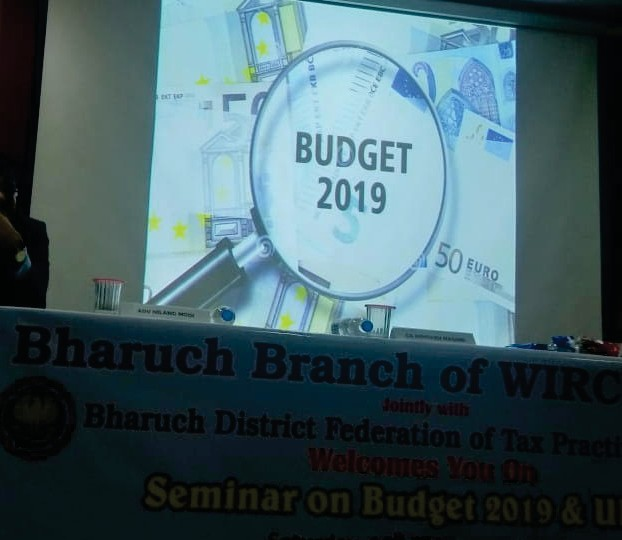 BUDGET
2019
50 EURO
Bharuch Branch of WIRC
Jointly with
Bharuch District Federation of Tax Practi
Welcomes You On
Seminar on Budget 2019 & U